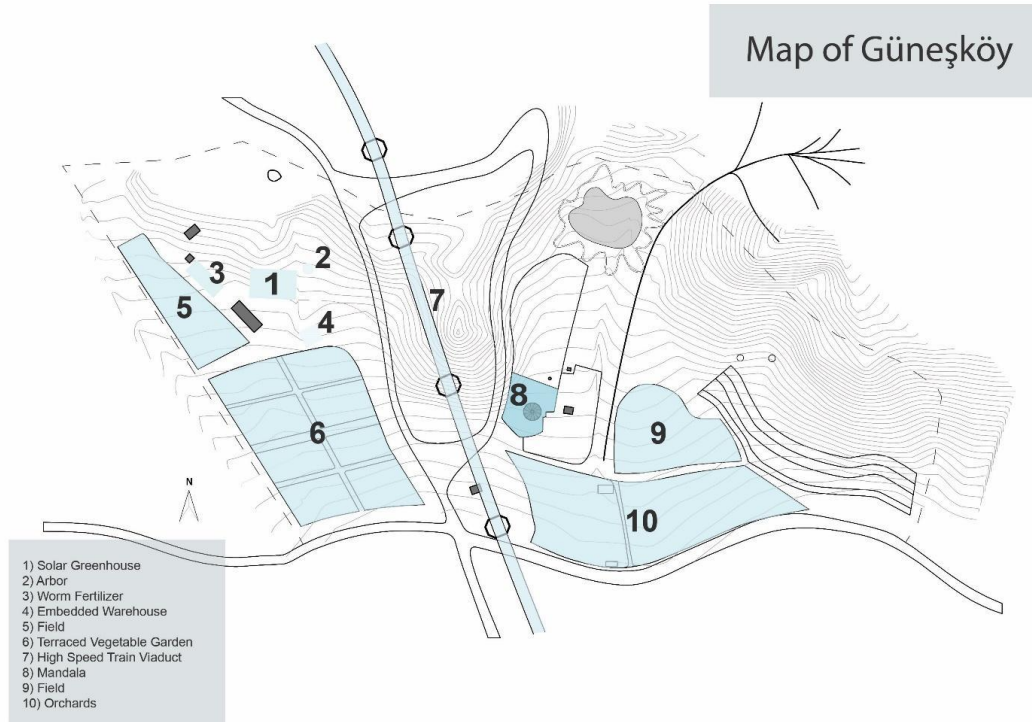 Map of Güneşköy
1
2
3
4
5
6
7
8
9
10
N
1) Solar Greenhouse
2) Arbor
3) Worm Fertilizer
4) Embedded Warehouse
5) Field
6) Terraced Vegetable Garden
7) High Speed Train Viaduct
8) Mandala
9) Field
10) Orchards